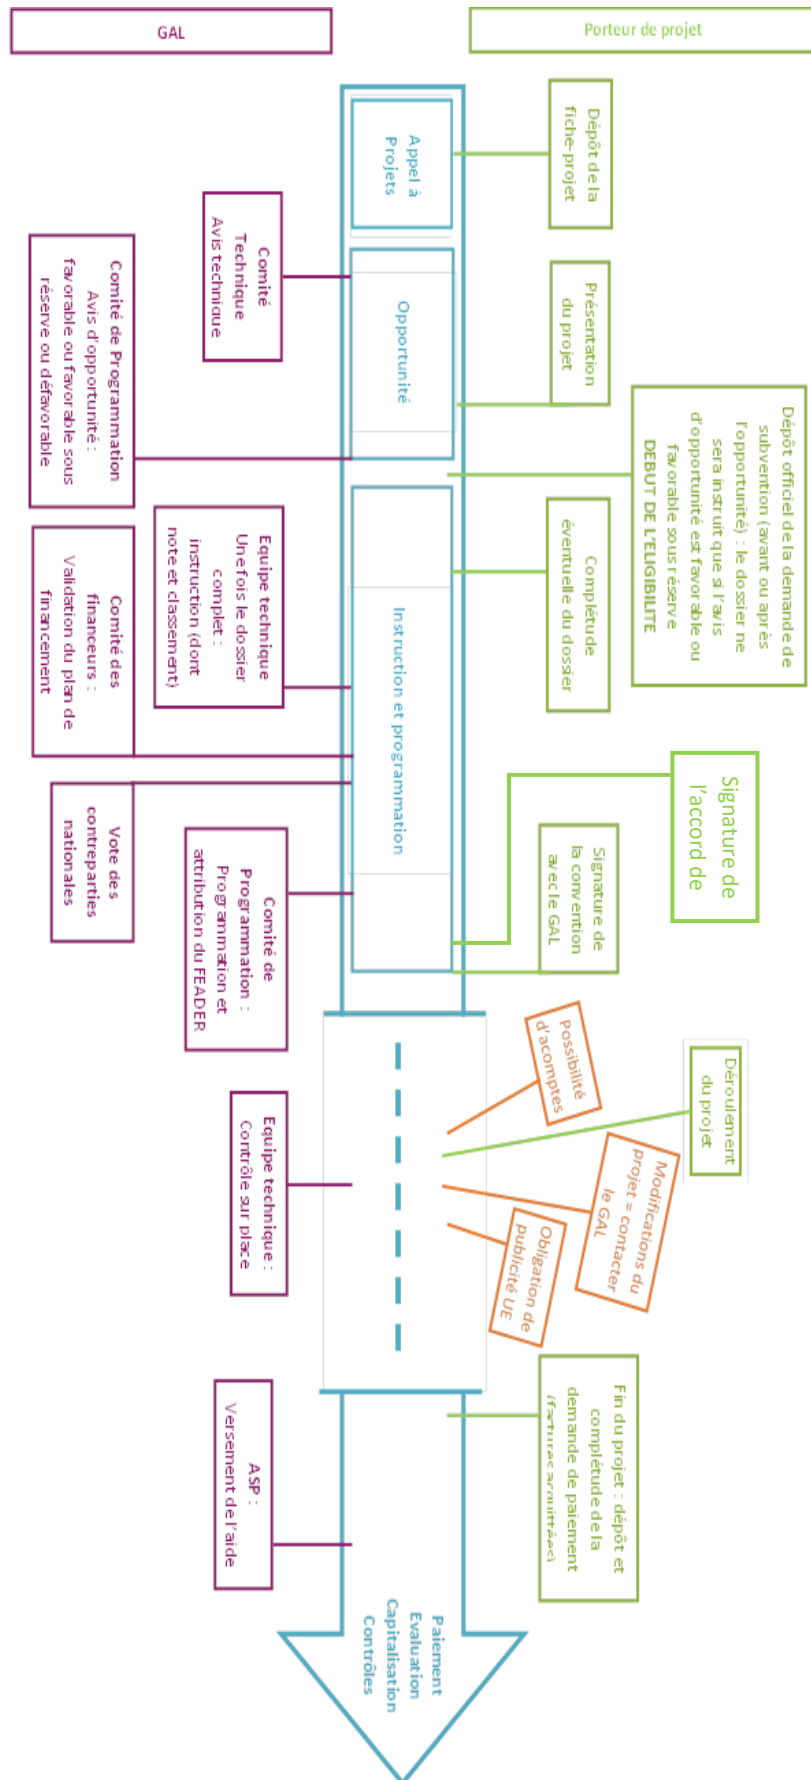 GAL
Porteur de projet
Dépôt de la
fiche-projet
Appel à
Projets
Comité
Technique
Avis technique
Présentation
du projet
Opportunité
Comité de Programmation
Avis d'opportunité :
favorable ou favorable sous
réserve ou défavorable
Dépôt officiel de la demande de
subvention (avant ou après
l'opportunité) : le dossier ne
sera instruit que si l'avis
d'opportunité est favorable ou
favorable sous réserve
DEBUT DE L'ELIGIBILITE
Complétude
éventuelle du dossier
Instruction et programmation
Equipe technique
Une fois le dossier
complet :
instruction (dont
note et classement)
Comité des
financeurs :
Validation du plan de
financement
Vote des
contreparties
nationales
Signature de
l'accord de
Signature de
la convention
avec le GAL
Comité de
Programmation :
Programmation et
attribution du FEADER
Possibilité
d'acomptes
Déroulement
du projet
Modifications du
projet = contacter
le GAL
Obligation de
publicité UE
Equipe technique :
Contrôle sur place
Fin du projet : dépôt et
complétude de la
demande de paiement
(factures acquittées)
ASP :
Versement de l'aide
Paiement
Evaluation
Capitalisation
Contrôles